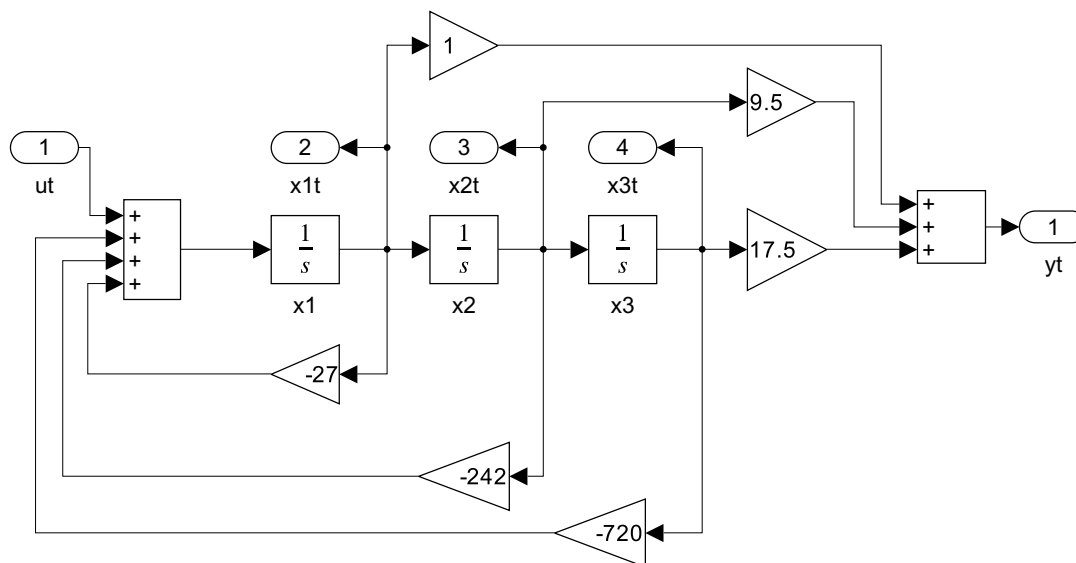 1
9.5
1
ut
2
x1t
3
x2t
4
x3t
+
+
+
+
1
s
x1
1
s
x2
1
s
x3
17.5
+
+
+
1
yt
-27
-242
-720